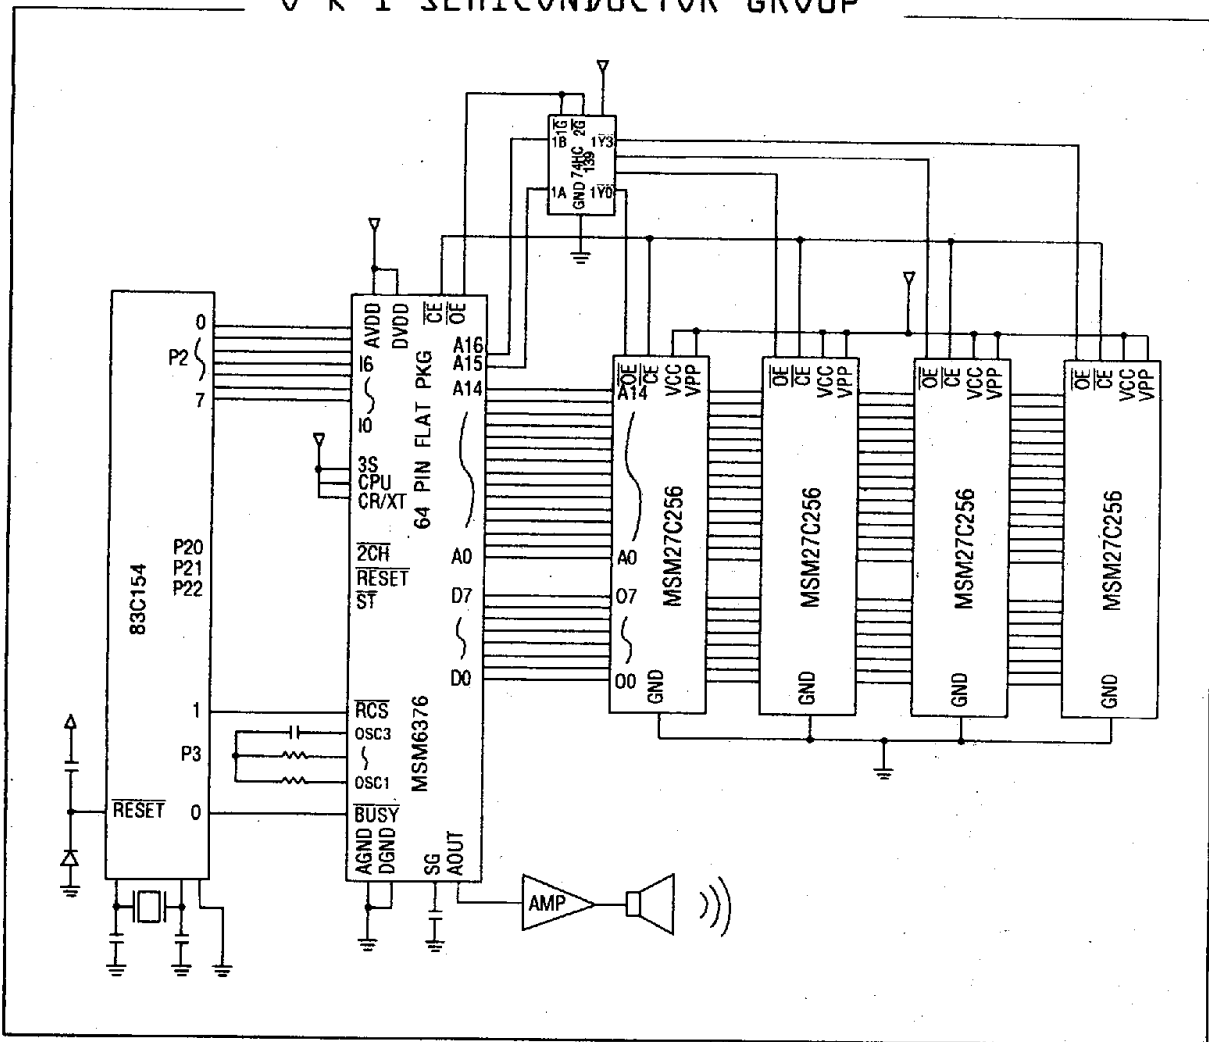 O K I SEMICONDUCTOR GROUP
1G 2G
1B 1Y3
74HC
139
1A GND 1Y0
AVDD DVDD CE OE
A16
A15
A14
0
P2
7
I6
I0
64 PIN FLAT PKG
3S
CPU
CR/XT
2CH
RESET
ST
A0
D7
D0
P20
P21
P22
83C154
1
P3
0
RESET
RCS
OSC3
OSC1
BUSY
MSM6376
AGND DGND SG AOUT
AMP
OE CE VCC VPP
A14
A0
O7
O0
MSM27C256
GND
OE CE VCC VPP
MSM27C256
GND
OE CE VCC VPP
MSM27C256
GND
OE CE VCC VPP
MSM27C256
GND